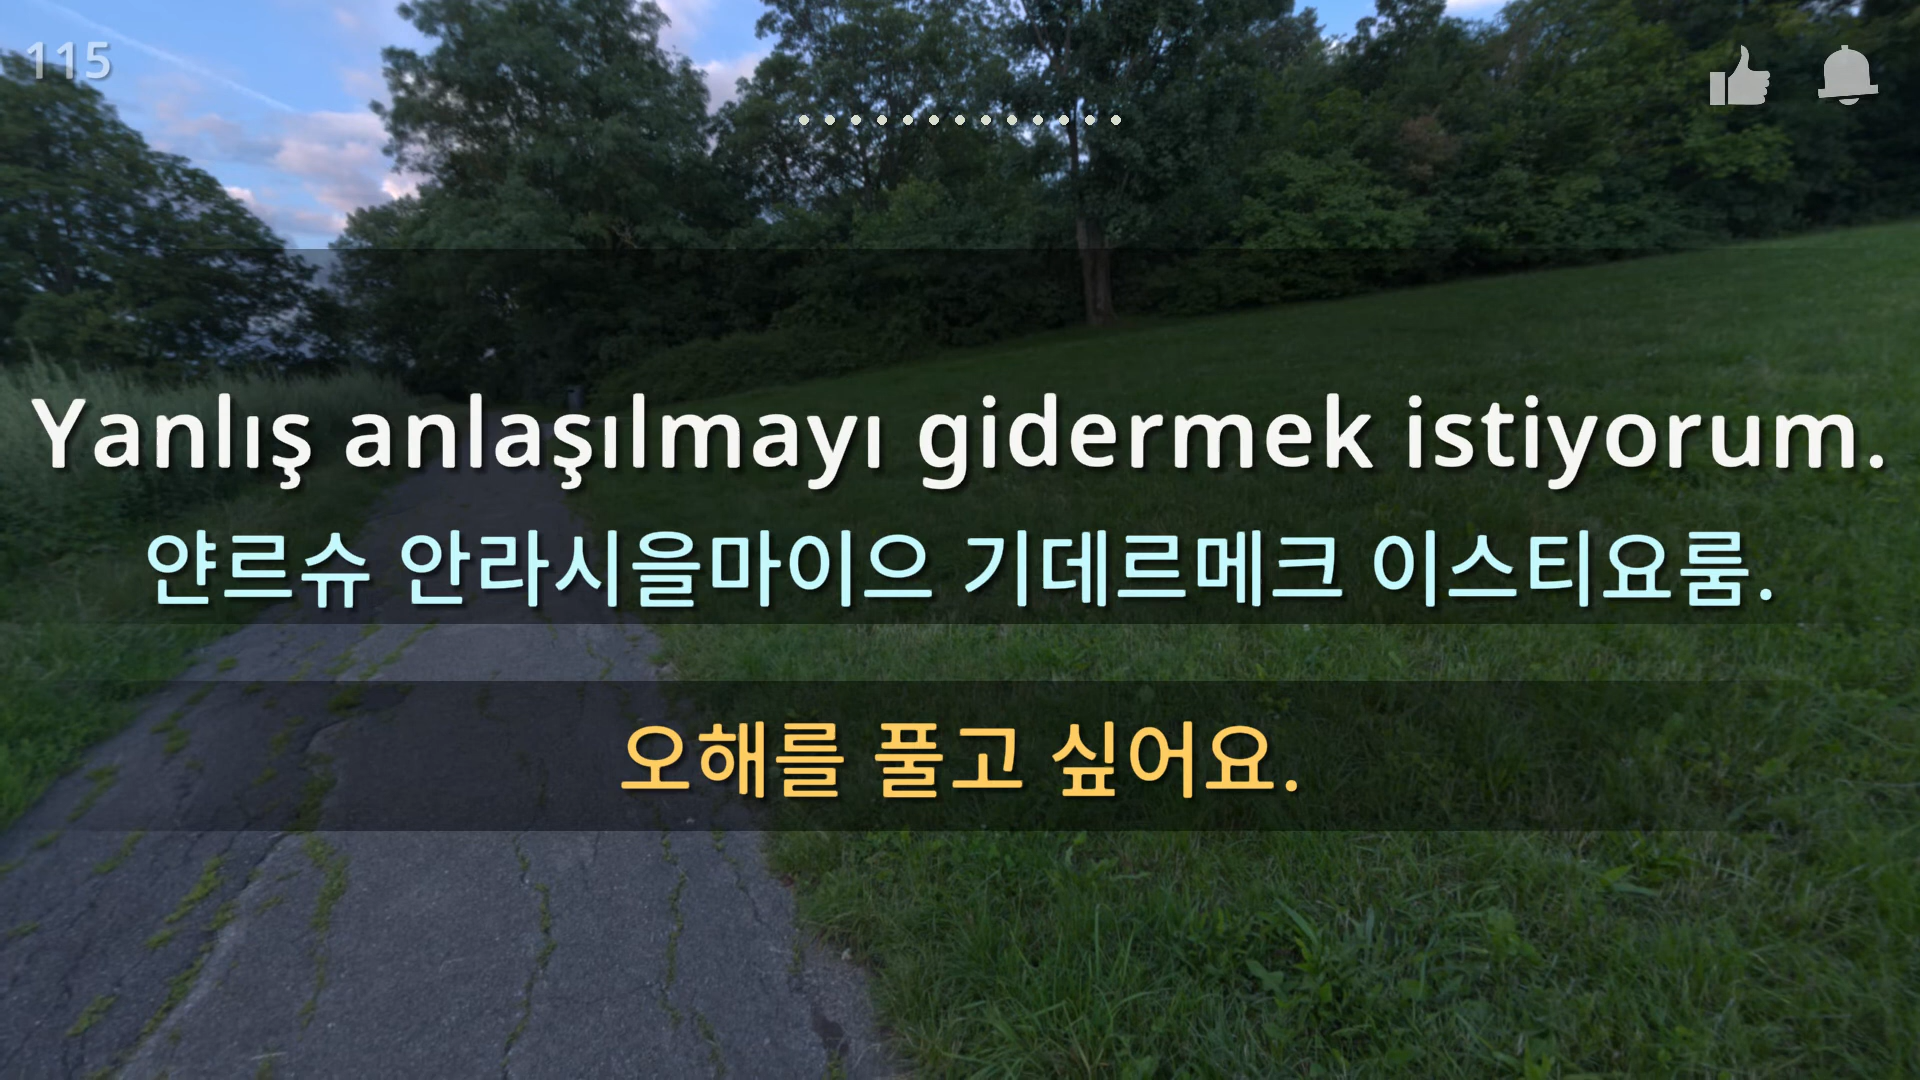 115
Yanlış anlaşılmayı gidermek istiyorum.
얀르슈 안라시을마이으 기데르메크 이스티요룸.
오해를 풀고 싶어요.